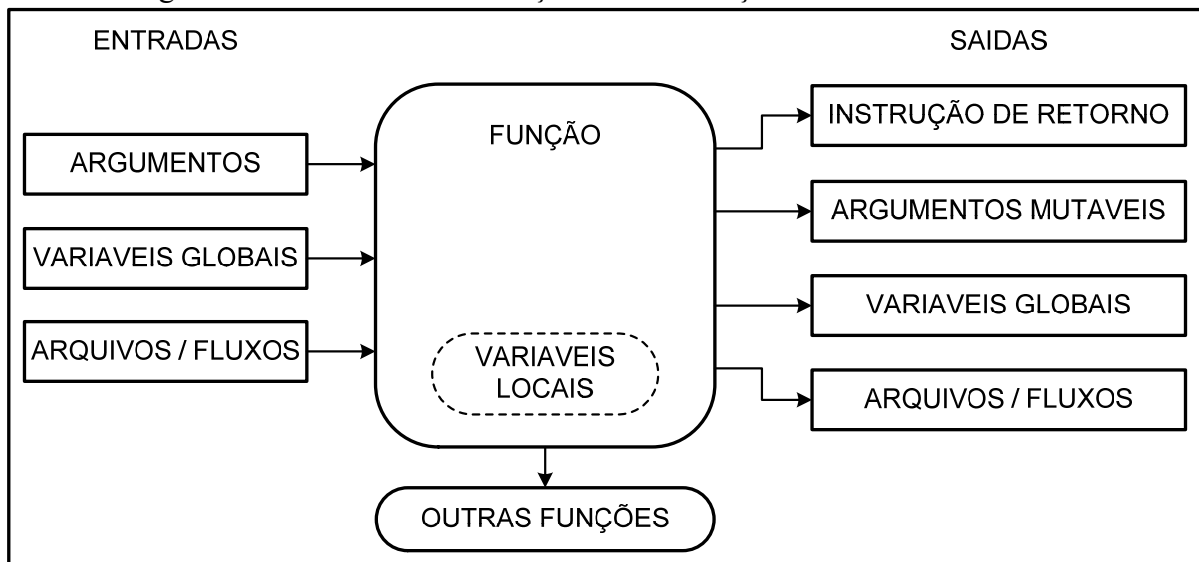 ENTRADAS
SAIDAS
FUNÇÃO
ARGUMENTOS
VARIAVEIS GLOBAIS
ARQUIVOS / FLUXOS
VARIAVEIS
LOCAIS
INSTRUÇÃO DE RETORNO
ARGUMENTOS MUTAVEIS
VARIAVEIS GLOBAIS
ARQUIVOS / FLUXOS
OUTRAS FUNÇÕES